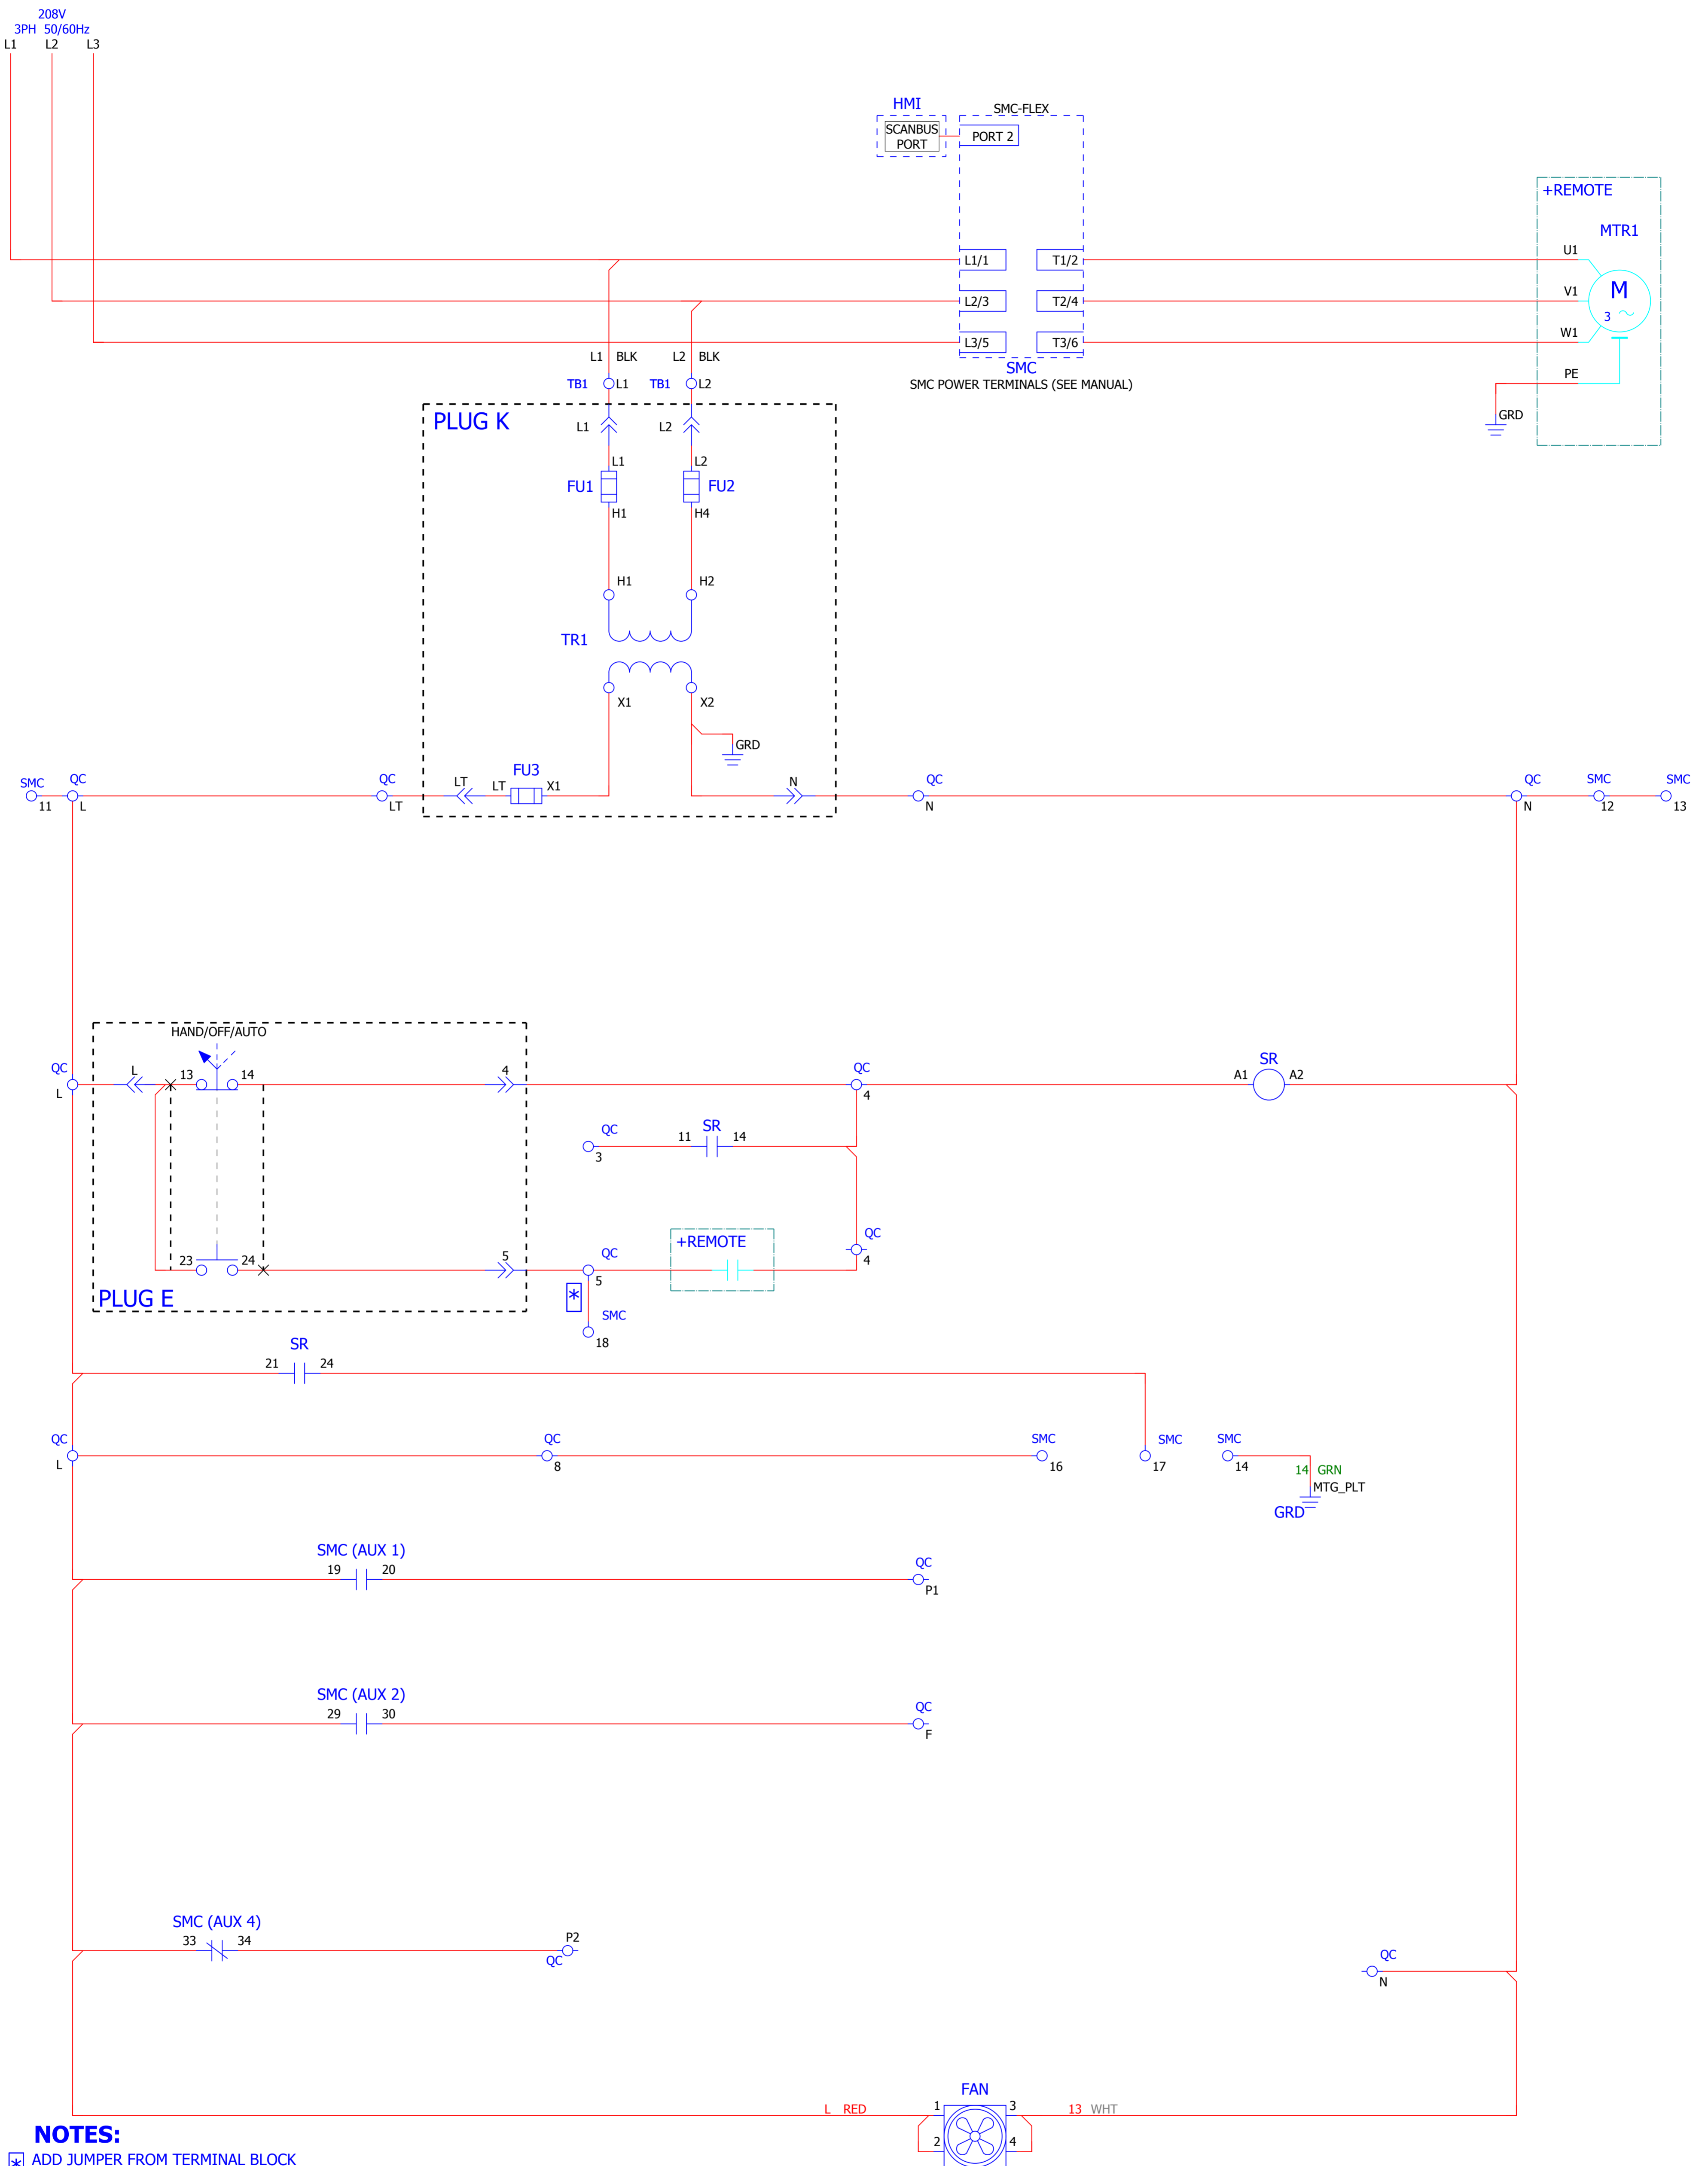 208V
3PH 50/60Hz
L1 L2 L3
HMI
SMC-FLEX
SCANBUS
PORT
PORT 2
+REMOTE
MTR1
L1/1 T1/2 U1
L2/3 T2/4 V1
M
3
L3/5 T3/6 W1
SMC
SMC POWER TERMINALS (SEE MANUAL)
PE
GRD
L1 BLK L2 BLK
TB1 L1 TB1 L2
PLUG K
L1 L2
L1 L2
FU1 FU2
H1 H4
H1 H2
TR1
X1 X2
GRD
SMC QC QC LT LT FU3 X1 N QC QC SMC SMC
11 L LT N N 12 13
HAND/OFF/AUTO
QC L 13 14 4 QC A1 SR A2
L 4
QC SR
3 11 14
+REMOTE
QC
4
23 24 5 QC
5
*
PLUG E
SMC
18
SR
21 24
QC QC SMC SMC SMC
L 8 16 17 14
14 GRN
MTG_PLT
GRD
SMC (AUX 1)
19 20 QC
P1
SMC (AUX 2)
29 30 QC
F
SMC (AUX 4)
33 34 P2
QC
QC
N
FAN
L RED 1 3 13 WHT
2 4
NOTES:
* ADD JUMPER FROM TERMINAL BLOCK